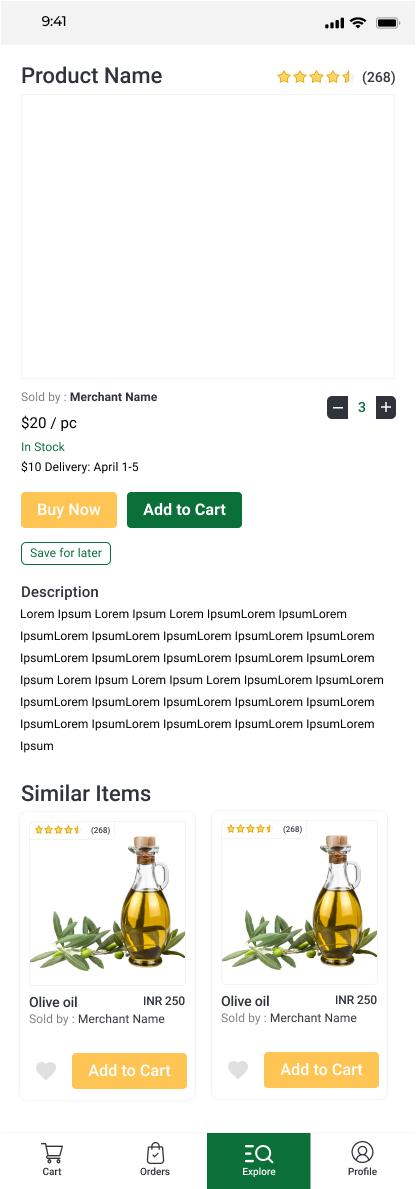 9:41
Product Name (268)
Sold by : Merchant Name
3
$20 / pc
In Stock
$10 Delivery: April 1-5
Buy Now Add to Cart
Save for later
Description
Lorem Ipsum Lorem Ipsum Lorem IpsumLorem IpsumLorem
IpsumLorem IpsumLorem IpsumLorem IpsumLorem IpsumLorem
IpsumLorem IpsumLorem IpsumLorem IpsumLorem IpsumLorem
Ipsum Lorem Ipsum Lorem Ipsum Lorem IpsumLorem IpsumLorem
IpsumLorem IpsumLorem IpsumLorem IpsumLorem IpsumLorem
IpsumLorem IpsumLorem IpsumLorem IpsumLorem IpsumLorem
Ipsum
Similar Items
(268)
Olive oil INR 250
Sold by : Merchant Name
Add to Cart
(268)
Olive oil INR 250
Sold by : Merchant Name
Add to Cart
Cart Orders Explore Profile